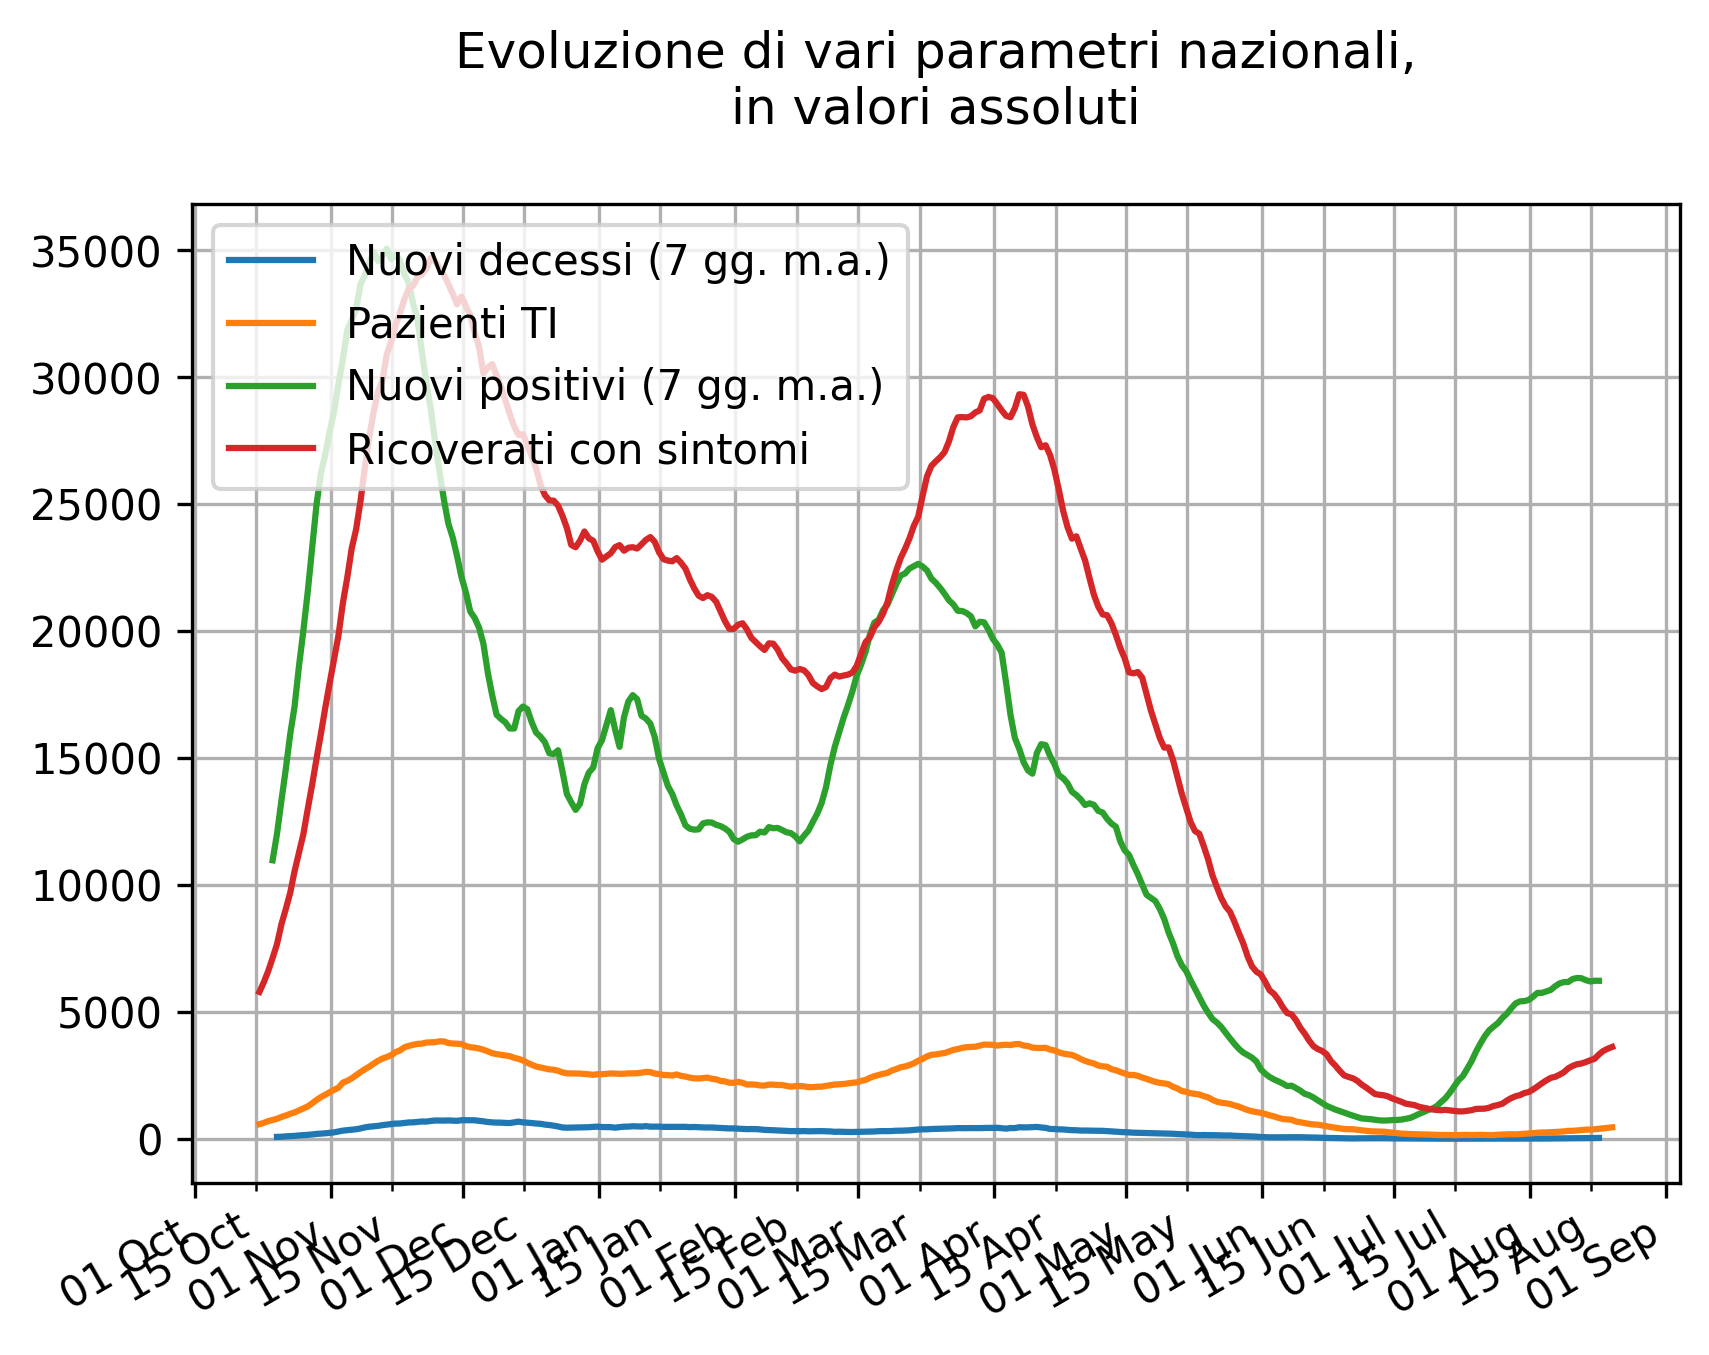 Evoluzione di vari parametri nazionali,
in valori assoluti
35000
30000
25000
20000
15000
10000
5000
0
Nuovi decessi (7 gg. m.a.)
Pazienti TI
Nuovi positivi (7 gg. m.a.)
Ricoverati con sintomi
01 Oct
15 Oct
01 Nov
15 Nov
01 Dec
15 Dec
01 Jan
15 Jan
01 Feb
15 Feb
01 Mar
15 Mar
01 Apr
15 Apr
01 May
15 May
01 Jun
15 Jun
01 Jul
15 Jul
01 Aug
15 Aug
01 Sep